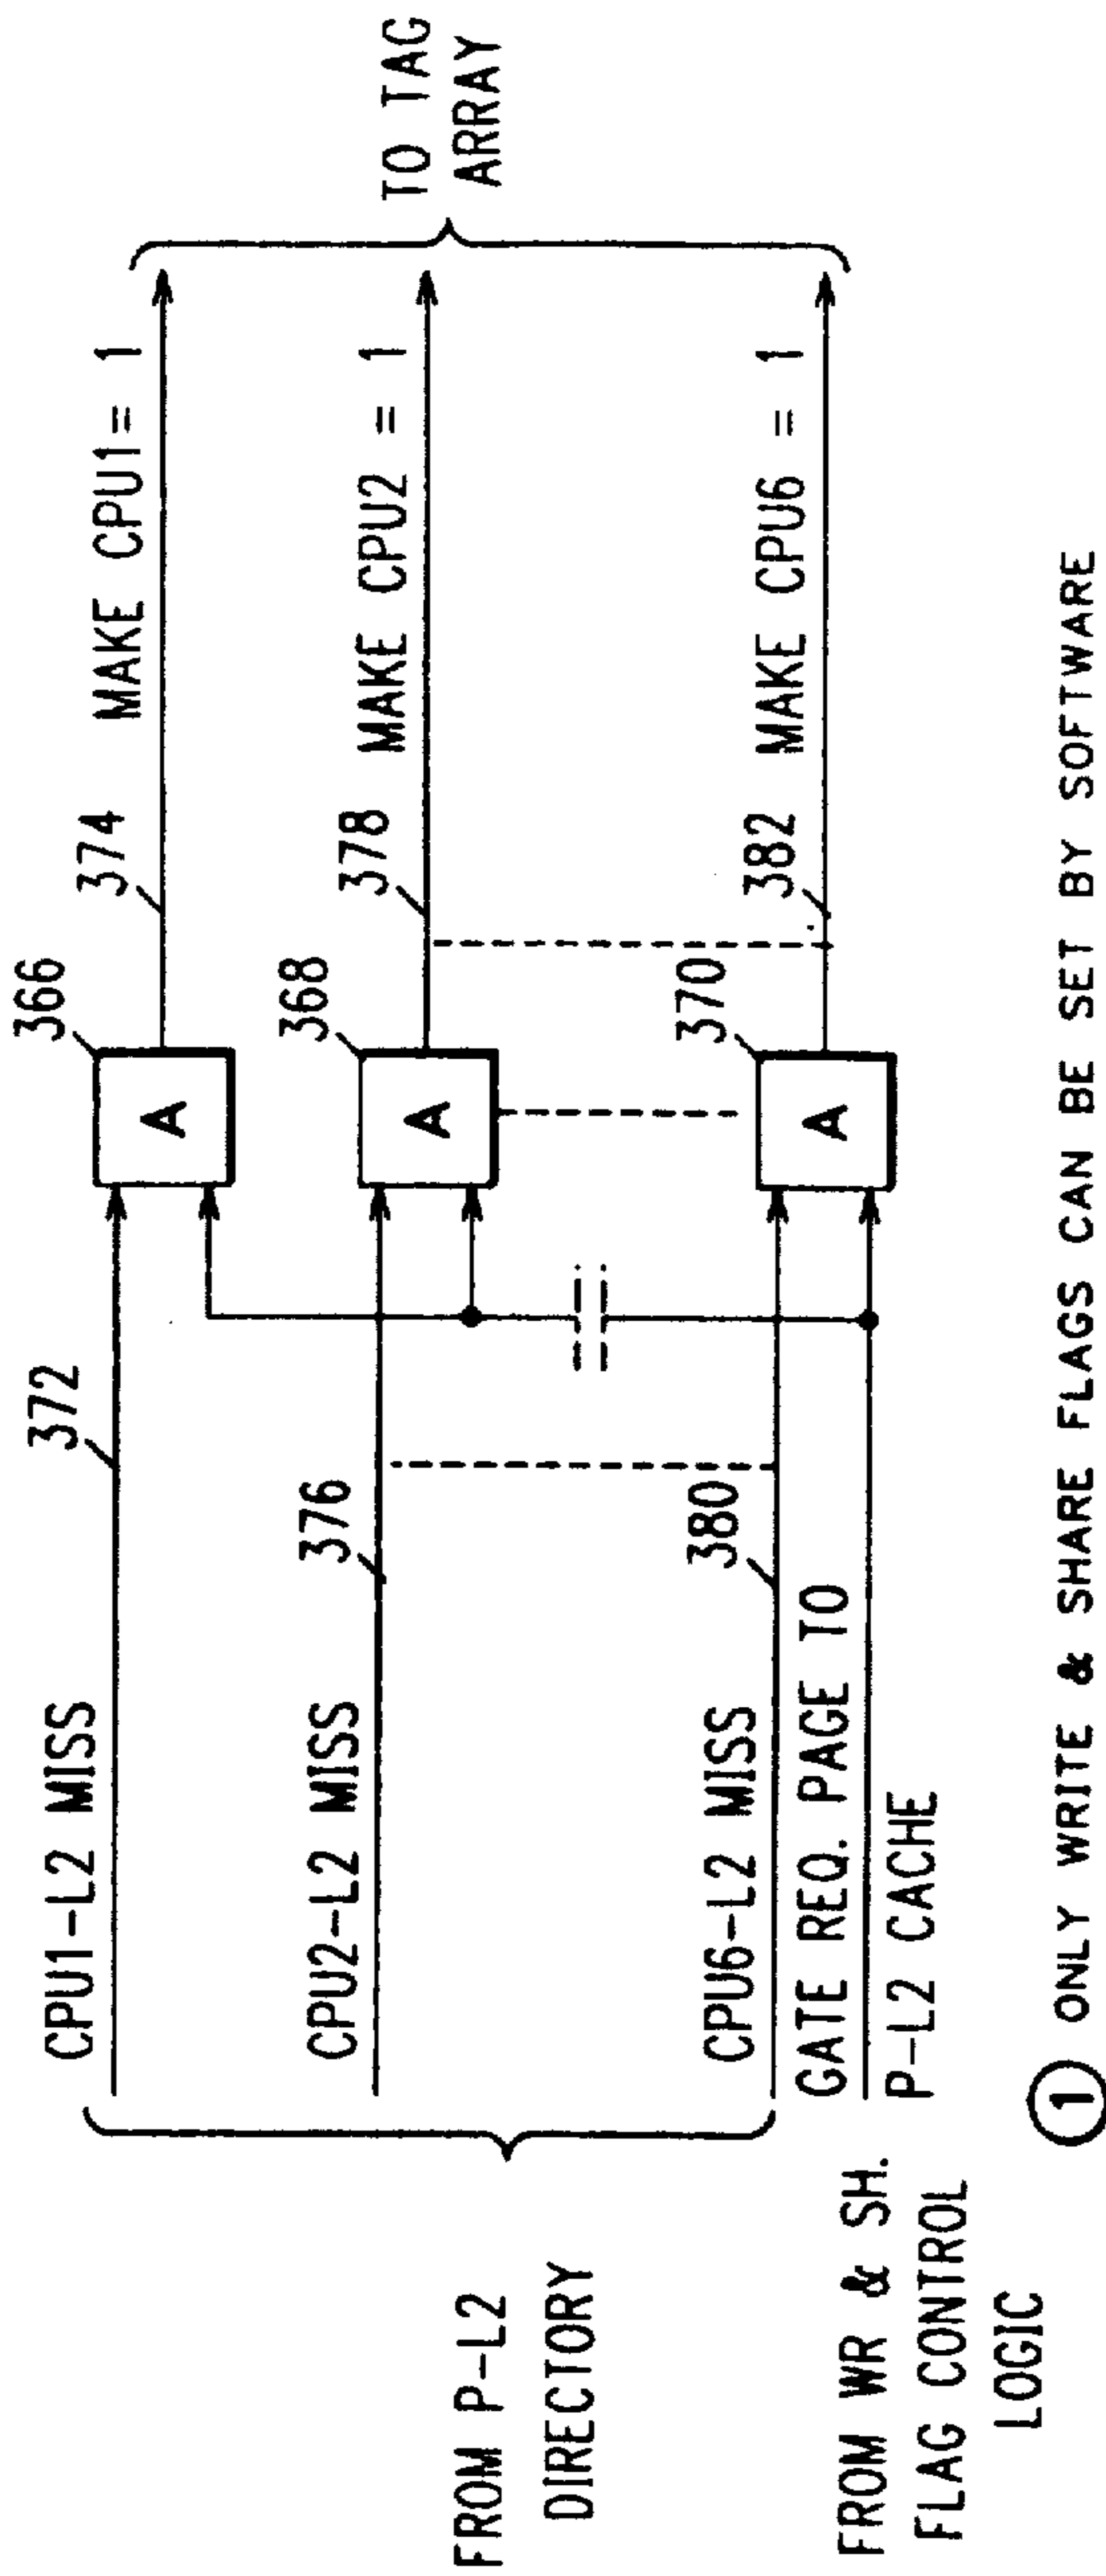 FROM P-L2
DIRECTORY
FROM WR & SH.
FLAG CONTROL
LOGIC
CPU1-L2 MISS
372
366
A
374
MAKE CPU1= 1
CPU2-L2 MISS
376
368
A
378
MAKE CPU2 = 1
CPU6-L2 MISS
380
370
A
382
MAKE CPU6 = 1
GATE REQ. PAGE TO
P-L2 CACHE
TO TAG
ARRAY
1 ONLY WRITE & SHARE FLAGS CAN BE SET BY SOFTWARE